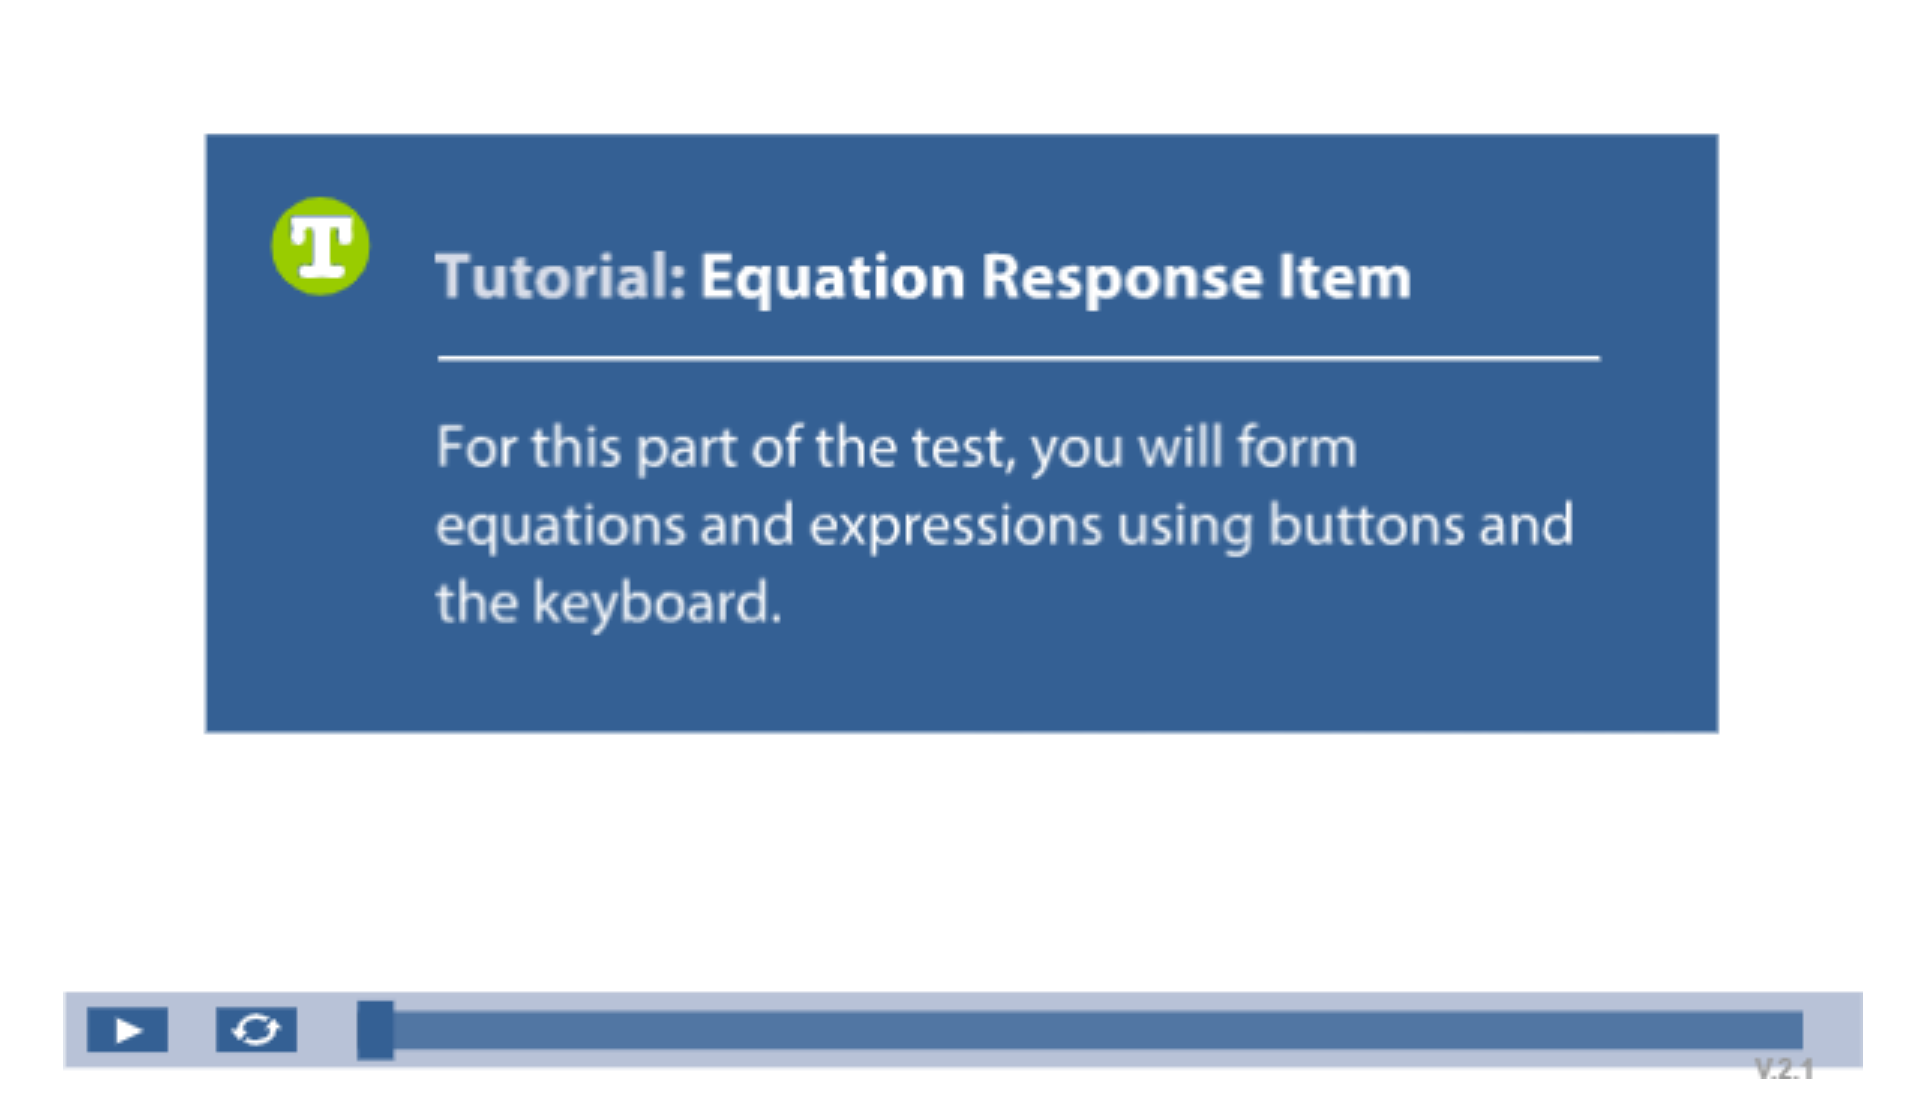 T
Tutorial: Equation Response Item
For this part of the test, you will form
equations and expressions using buttons and
the keyboard.
V.2.1